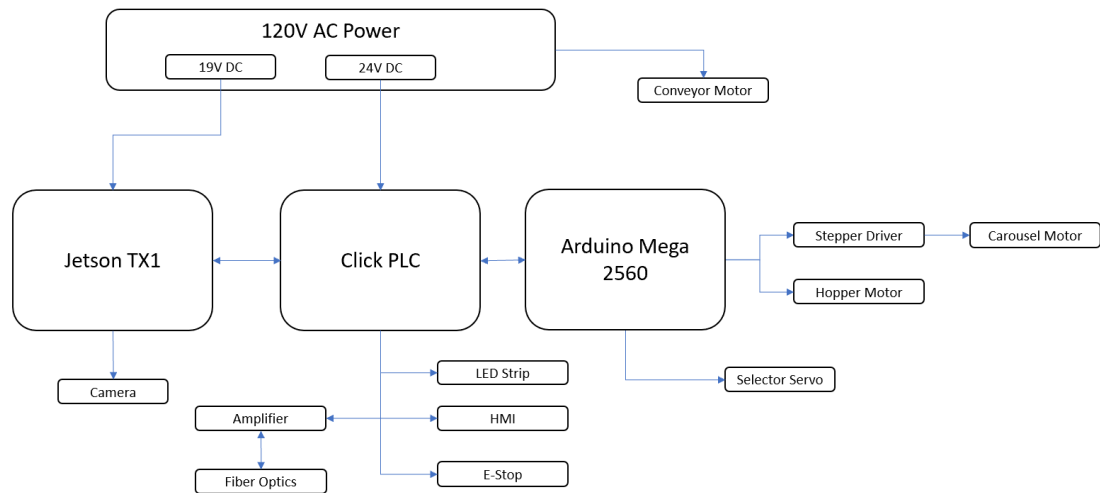 120V AC Power
19V DC
24V DC
Conveyor Motor
Jetson TX1
Click PLC
Arduino Mega
2560
Stepper Driver
Carousel Motor
Hopper Motor
LED Strip
Selector Servo
Camera
Amplifier
HMI
Fiber Optics
E-Stop